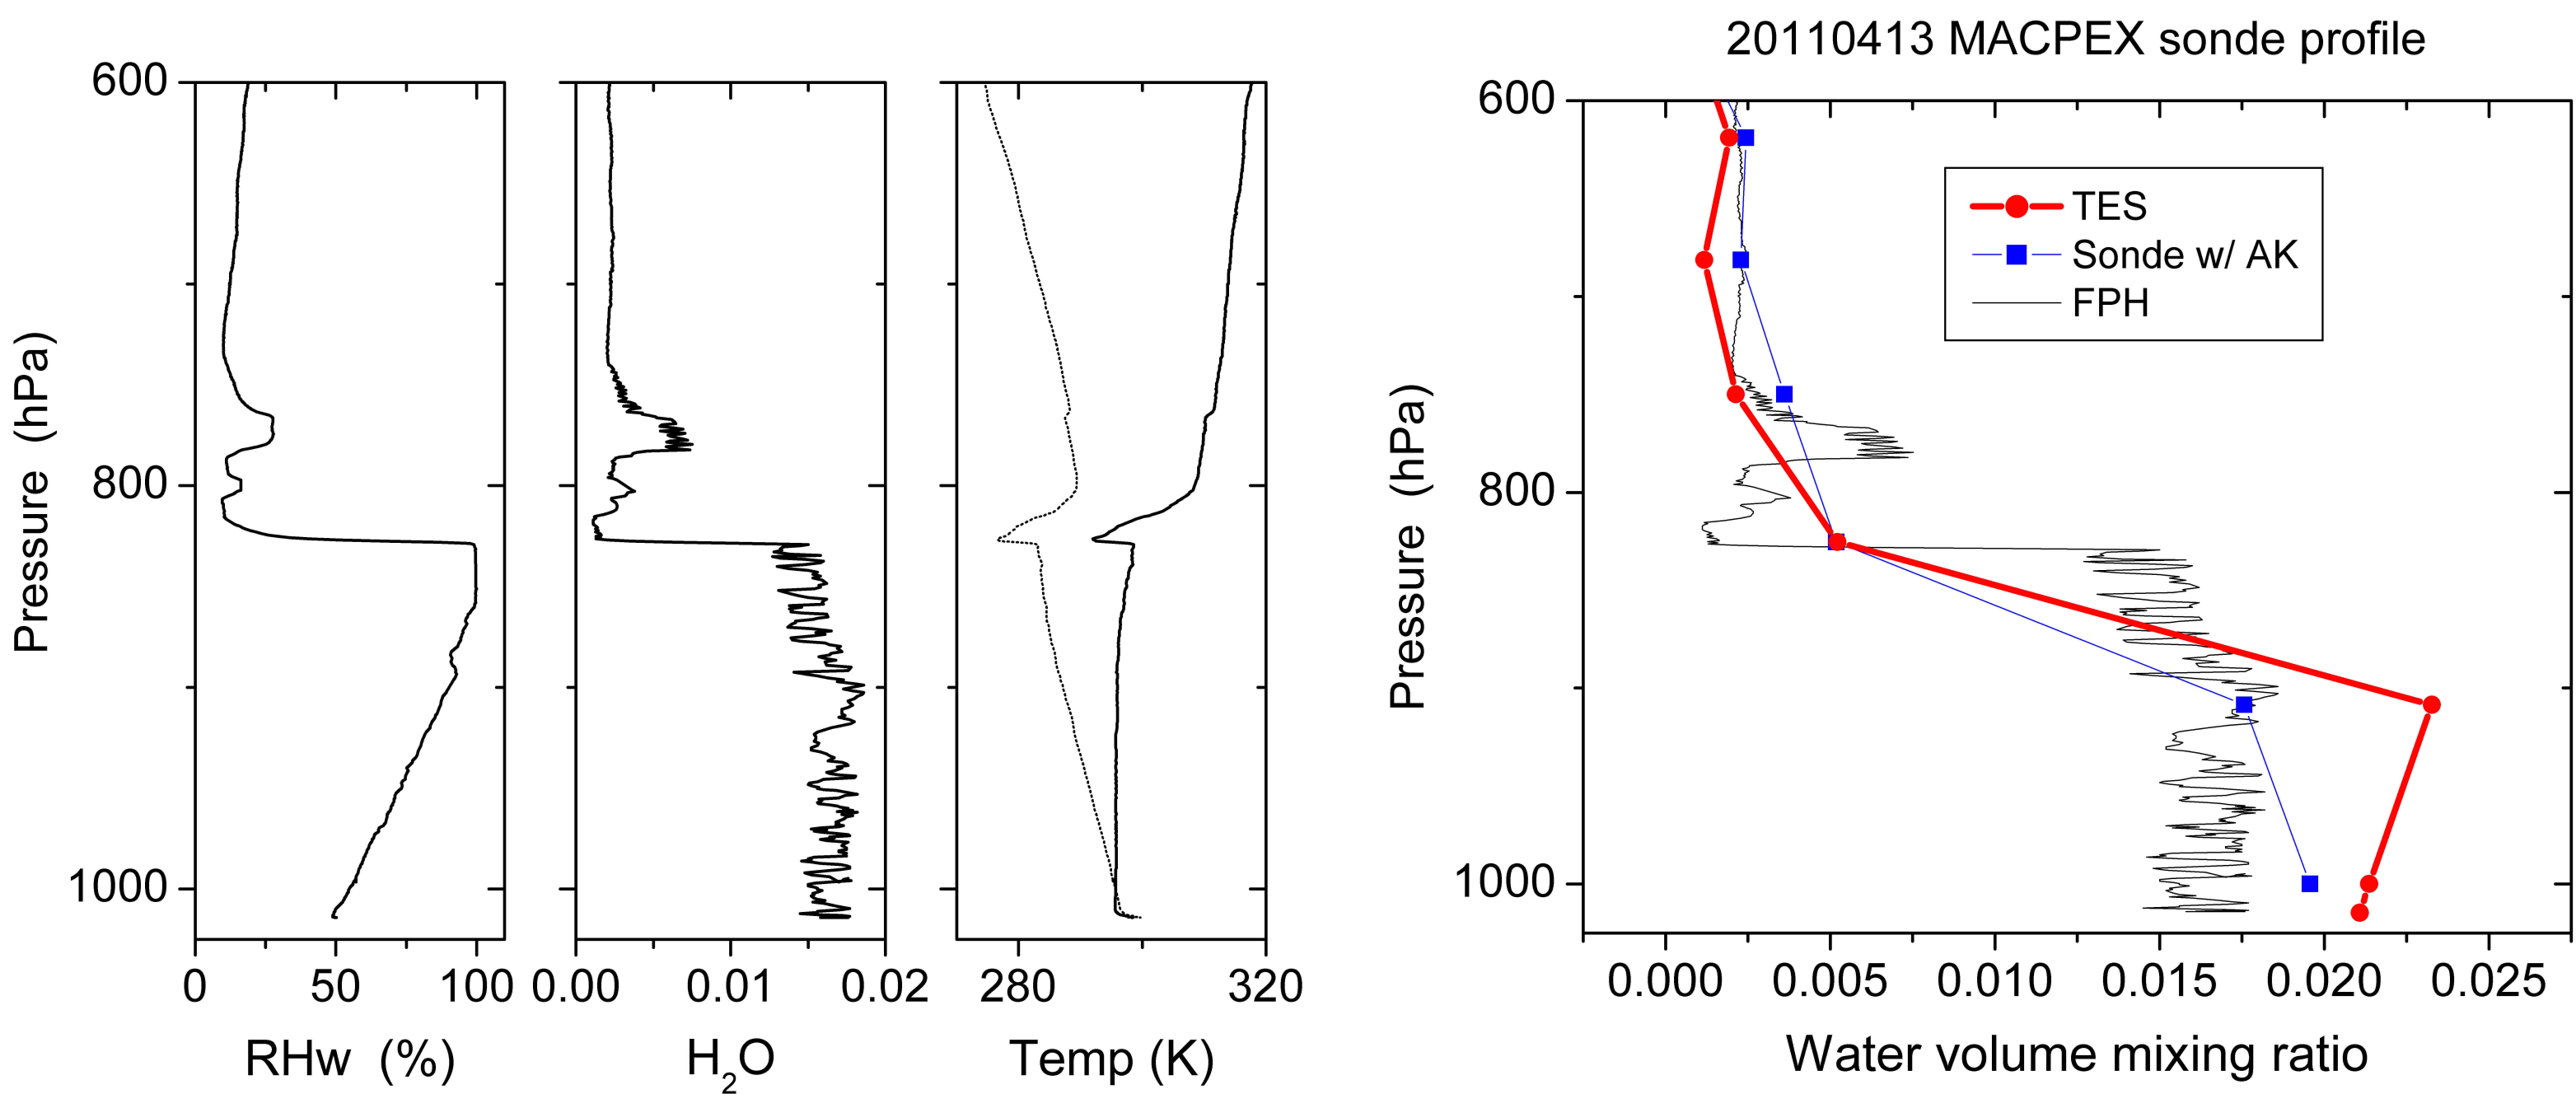 600
800
1000
Pressure (hPa)
0 50 100
RHw (%)
0.00 0.01 0.02
H₂O
280 320
Temp (K)
20110413 MACPEX sonde profile
600
800
1000
Pressure (hPa)
TES
Sonde w/ AK
FPH
0.000 0.005 0.010 0.015 0.020 0.025
Water volume mixing ratio